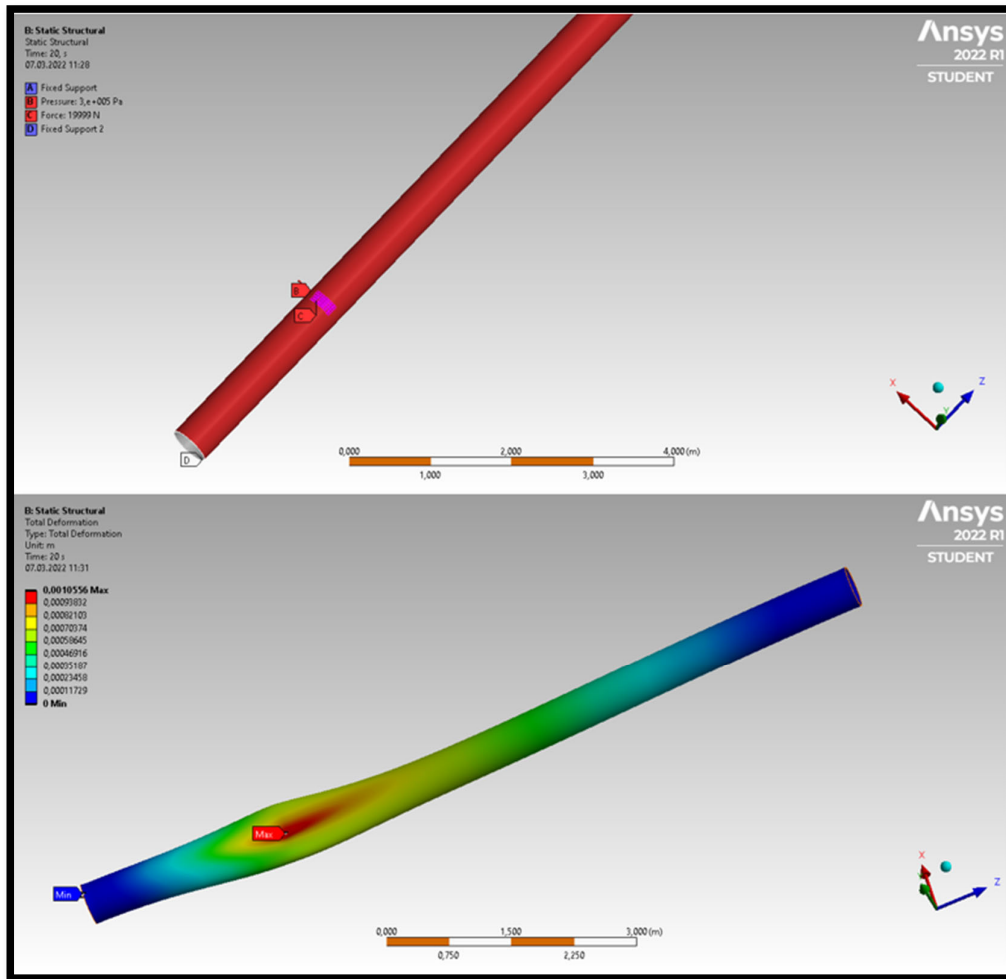 B: Static Structural
Static Structural
Time: 20, s
07.03.2022 11:28
A Fixed Support
B Pressure: 3,e+005 Pa
C Force: 19999 N
D Fixed Support 2
Ansys
2022 R1
STUDENT
B
C
D
X
Y
Z
0,000
2,000
4,000 (m)
1,000
3,000
B: Static Structural
Total Deformation
Type: Total Deformation
Unit: m
Time: 20 s
07.03.2022 11:31
0,0010556 Max
0,00093832
0,00082103
0,00070374
0,00058645
0,00046916
0,00035187
0,00023458
0,00011729
0 Min
Ansys
2022 R1
STUDENT
Max
Min
X
Z
0,000
1,500
3,000 (m)
0,750
2,250